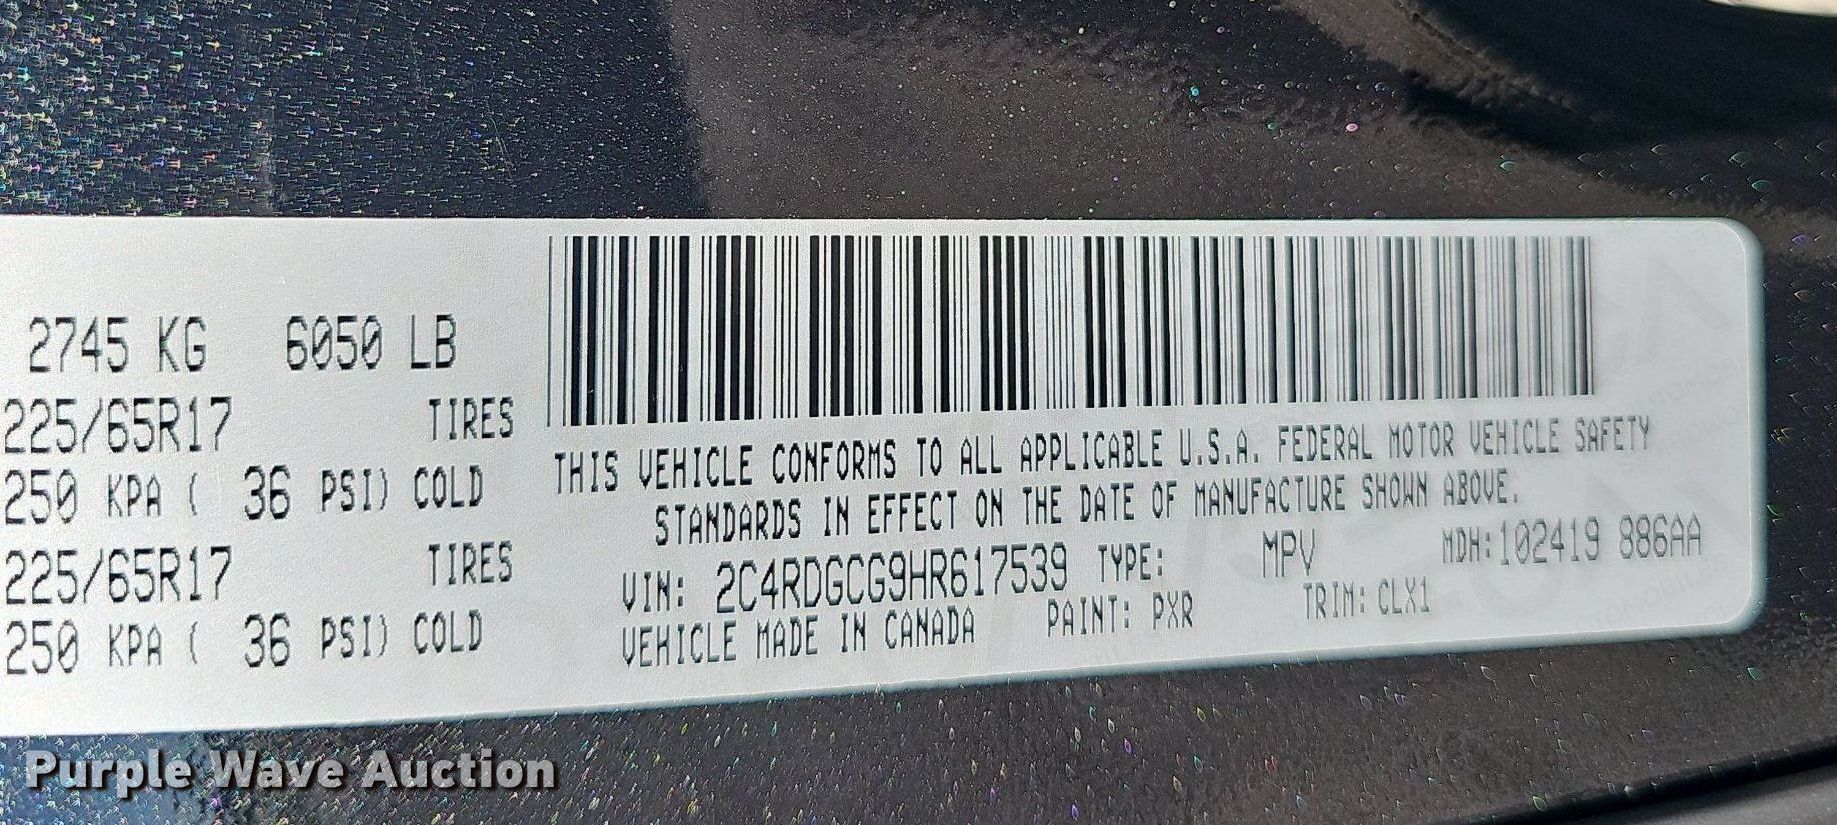 2745 KG 6050 LB
225/65R17 TIRES
250 KPA ( 36 PSI) COLD
225/65R17 TIRES
250 KPA ( 36 PSI) COLD
THIS VEHICLE CONFORMS TO ALL APPLICABLE U.S.A. FEDERAL MOTOR VEHICLE SAFETY
STANDARDS IN EFFECT ON THE DATE OF MANUFACTURE SHOWN ABOVE.
VIN: 2C4RDGCG9HR617539 TYPE: MPV MDH:102419 886AA
VEHICLE MADE IN CANADA PAINT: PXR TRIM: CLX1
Purple Wave Auction